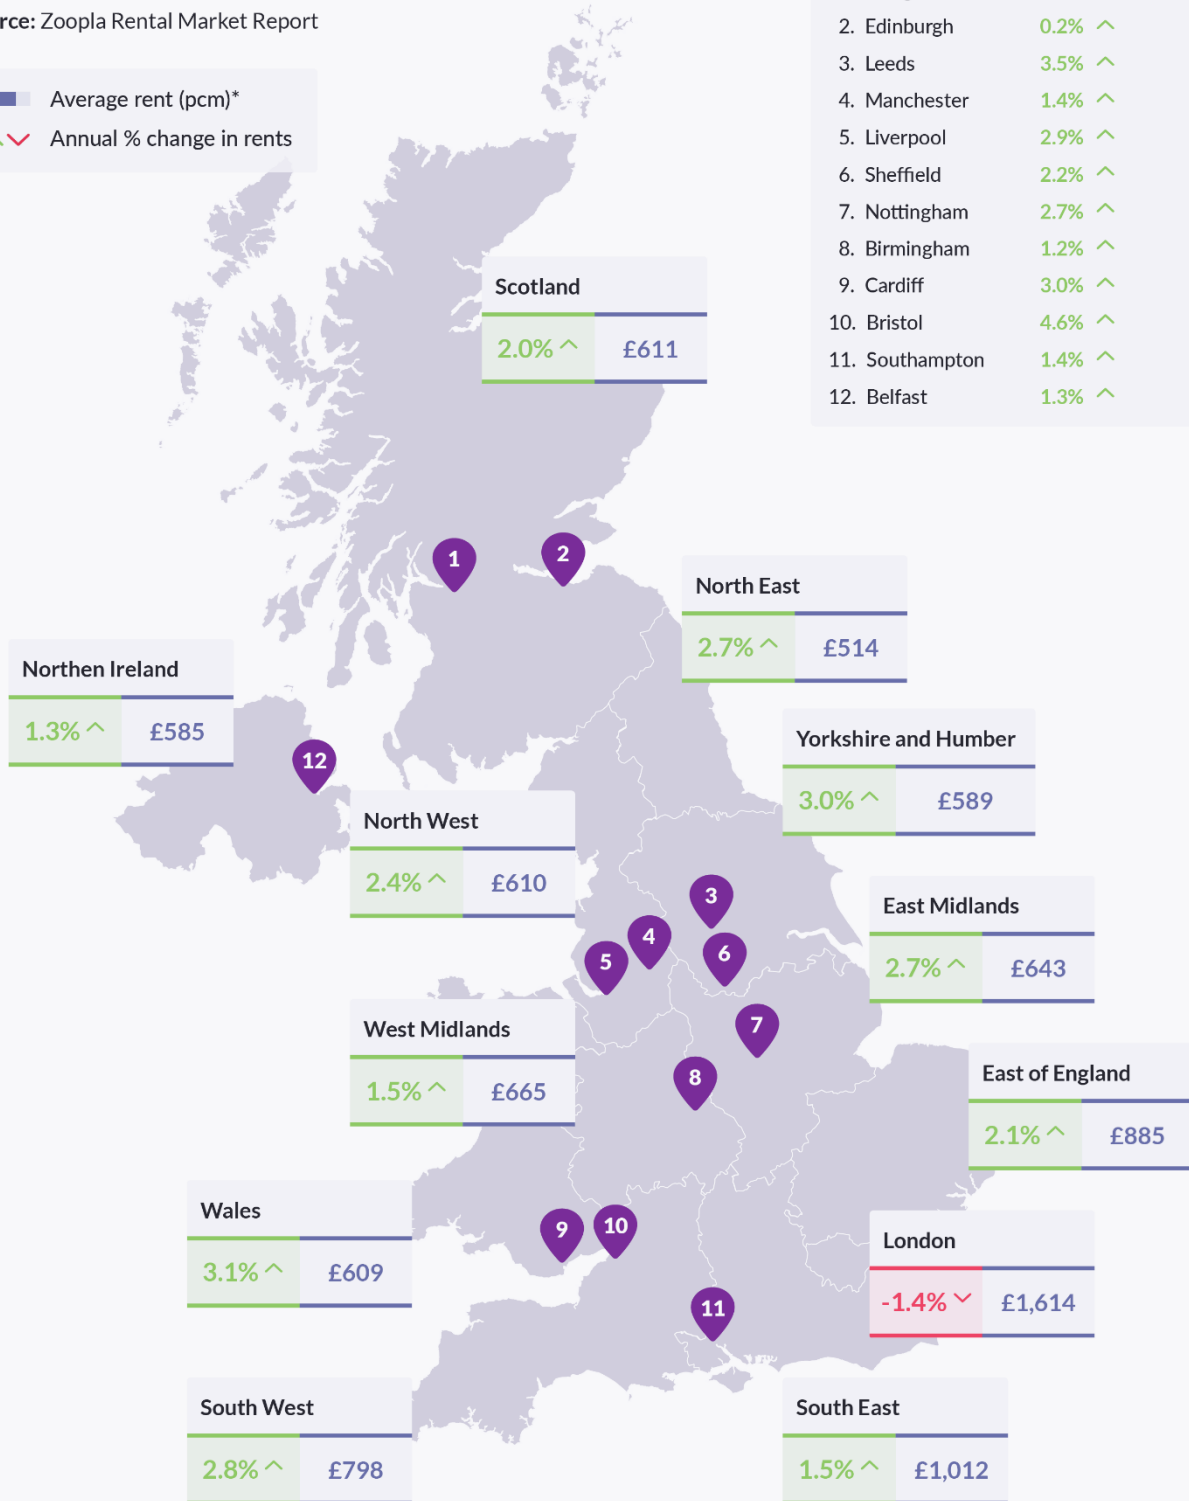 rce: Zoopla Rental Market Report
Average rent (pcm)*
Annual % change in rents
2. Edinburgh 0.2%
3. Leeds 3.5%
4. Manchester 1.4%
5. Liverpool 2.9%
6. Sheffield 2.2%
7. Nottingham 2.7%
8. Birmingham 1.2%
9. Cardiff 3.0%
10. Bristol 4.6%
11. Southampton 1.4%
12. Belfast 1.3%
Scotland
2.0% £611
1
2
North East
2.7% £514
Northen Ireland
1.3% £585
12
Yorkshire and Humber
3.0% £589
North West
2.4% £610
3
4
5
6
East Midlands
2.7% £643
7
West Midlands
1.5% £665
8
East of England
2.1% £885
Wales
3.1% £609
9
10
London
-1.4% £1,614
11
South West
2.8% £798
South East
1.5% £1,012